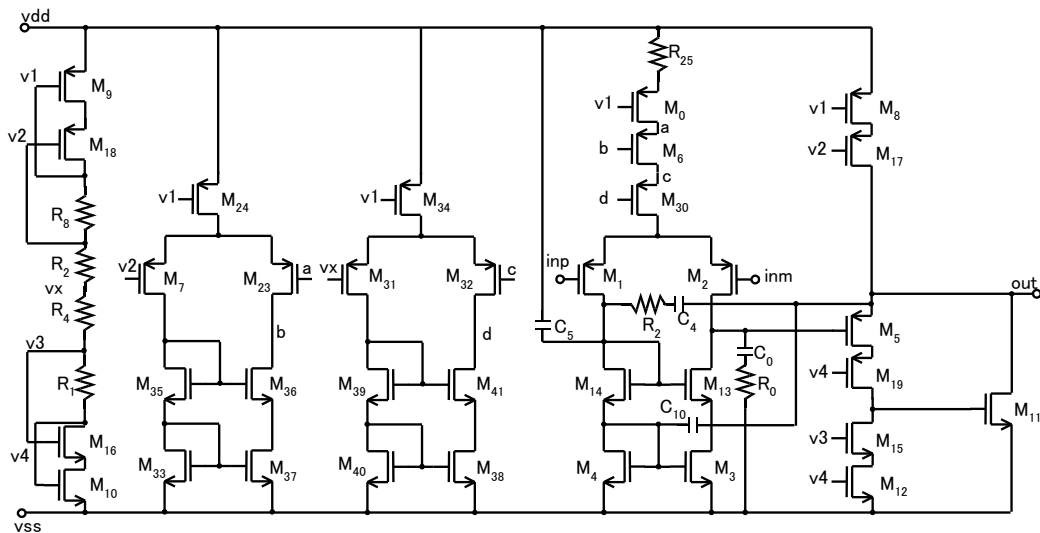 vdd
v1
M9
v2
M18
R8
R2
vx
R4
v3
R1
M16
v4
M10
vss
v1
M24
v2
M7
M23
a
b
M35
M36
M33
M37
v1
M34
vx
M31
M32
c
d
M39
M41
M40
M38
R25
v1
M0
a
b
M6
c
d
M30
inp
M1
M2
inm
R2
C4
C5
C0
R0
M14
M13
C10
M4
M3
v1
M8
v2
M17
out
M5
v4
M19
M11
v3
M15
v4
M12